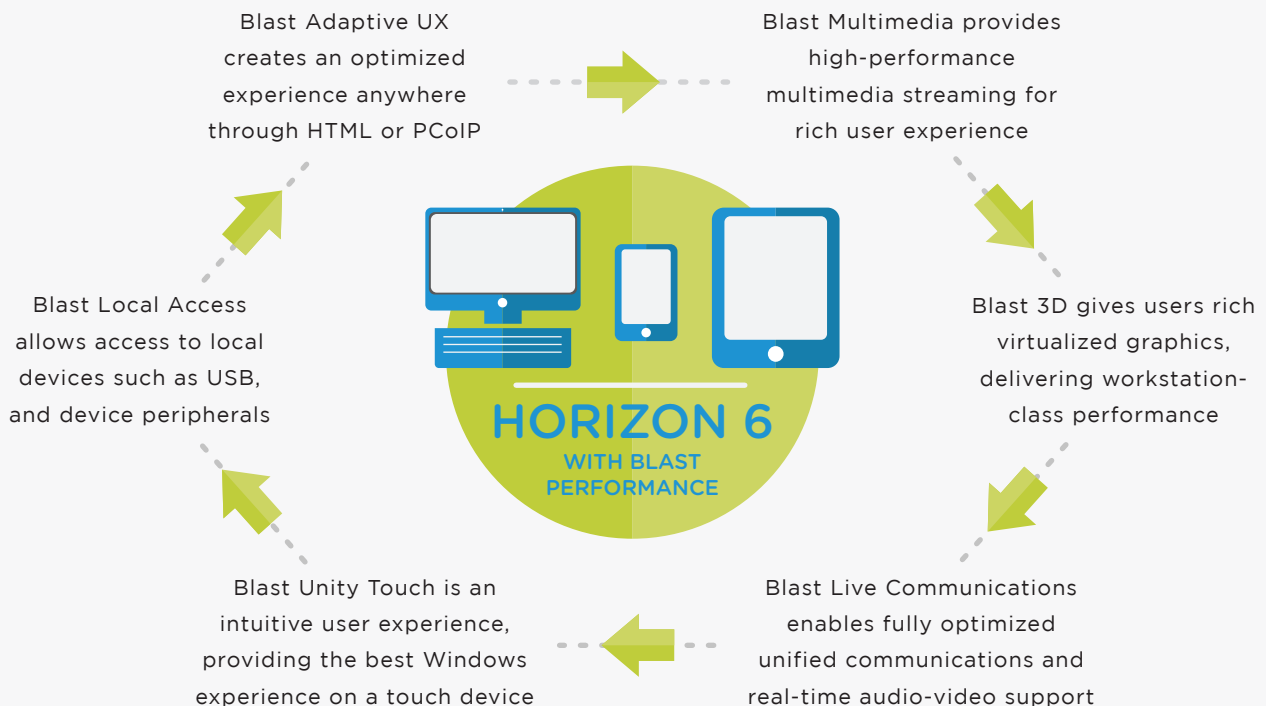 Blast Adaptive UX
creates an optimized
experience anywhere
through HTML or PCoIP
Blast Multimedia provides
high-performance
multimedia streaming for
rich user experience
Blast 3D gives users rich
virtualized graphics,
delivering workstation-
class performance
Blast Live Communications
enables fully optimized
unified communications and
real-time audio-video support
Blast Unity Touch is an
intuitive user experience,
providing the best Windows
experience on a touch device
Blast Local Access
allows access to local
devices such as USB,
and device peripherals
HORIZON 6
WITH BLAST
PERFORMANCE